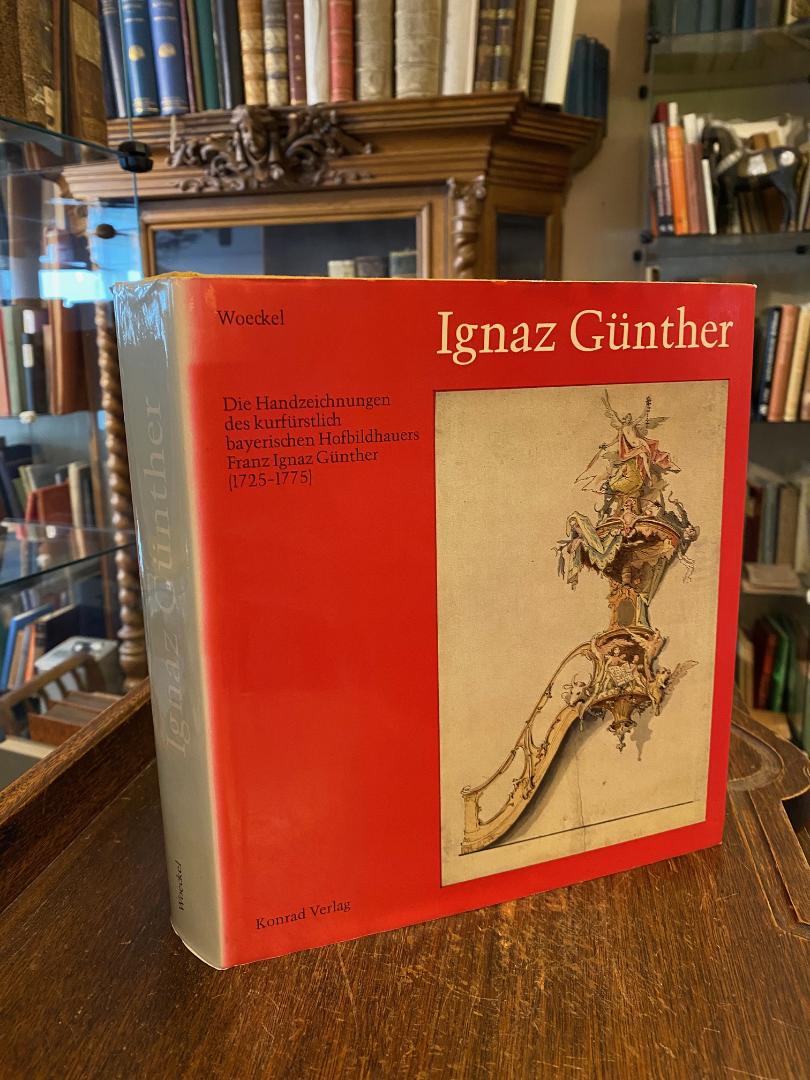 Woeckel
Ignaz Günther
Die Handzeichnungen
des kurfürstlich
bayerischen Hofbildhauers
Franz Ignaz Günther
(1725-1775)
Konrad Verlag
Ignaz Günther
Woeckel